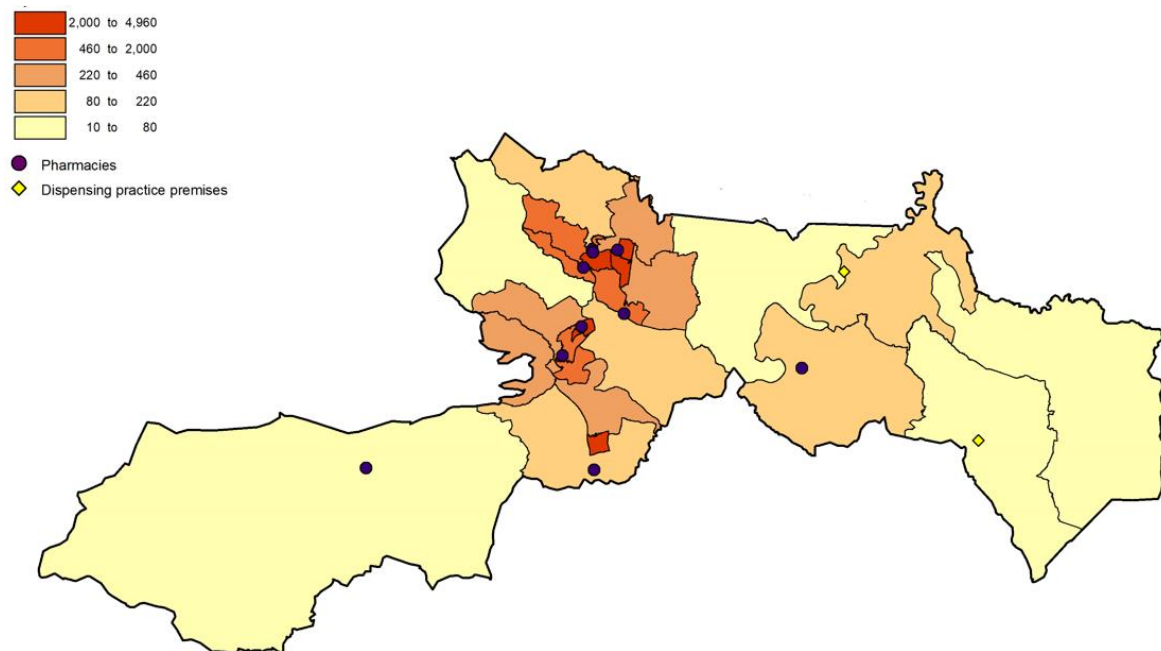 2,000 to 4,960
460 to 2,000
220 to 460
80 to 220
10 to 80
Pharmacies
Dispensing practice premises